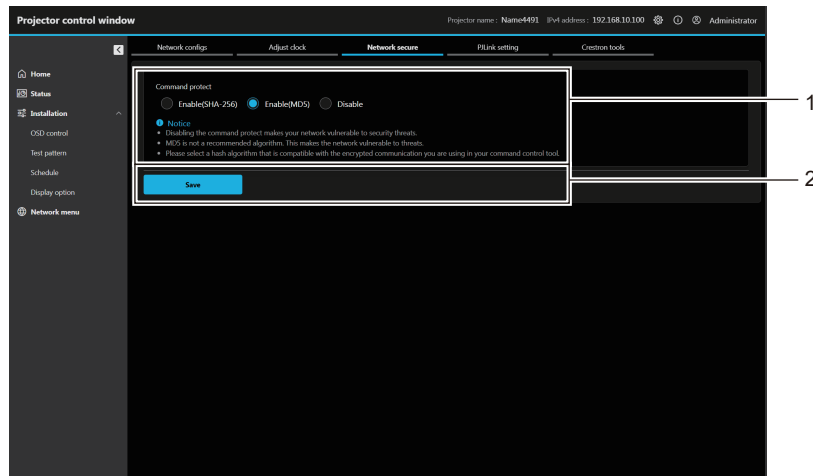 Projector control window
Projector name : Name4491 IPv4 address : 192.168.10.100 Administrator
Network configs Adjust clock Network secure PJLink setting Crestron tools
Home
Status
Installation
OSD control
Test pattern
Schedule
Display option
Network menu
Command protect
Enable(SHA-256) Enable(MD5) Disable
Notice
• Disabling the command protect makes your network vulnerable to security threats.
• MD5 is not a recommended algorithm. This makes the network vulnerable to threats.
• Please select a hash algorithm that is compatible with the encrypted communication you are using in your command control tool.
1
Save
2